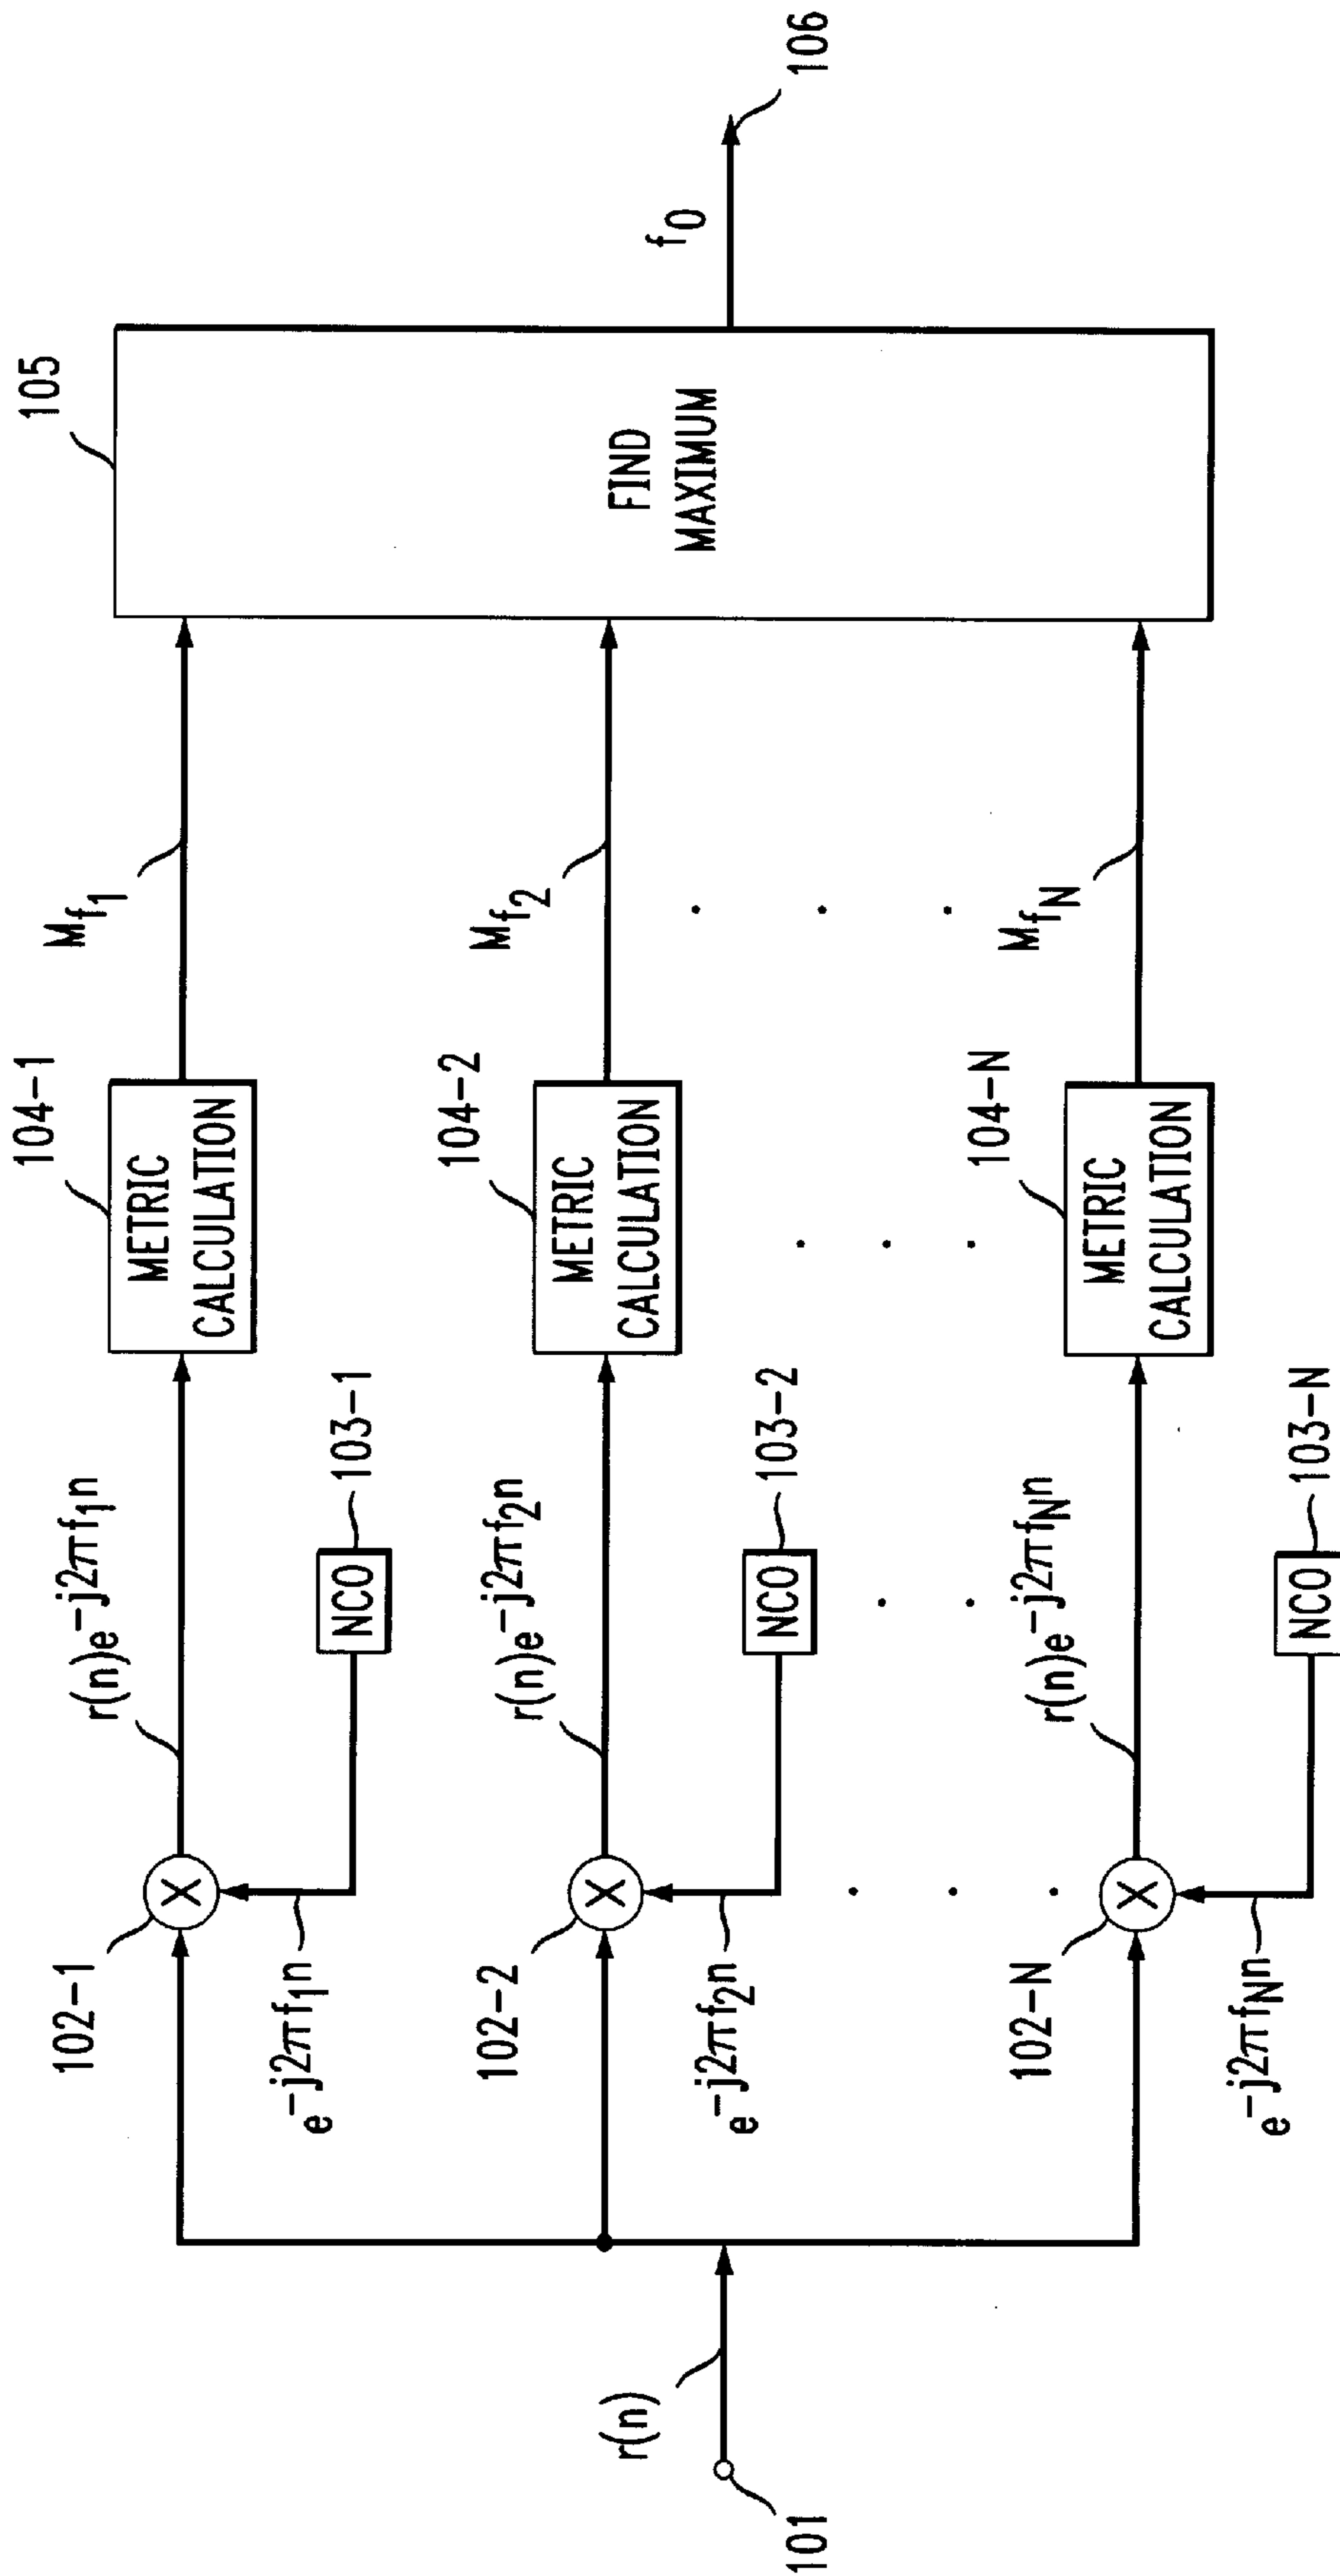 101
r(n)
102-1
e^-j2πf1n
r(n)e^-j2πf1n
NCO
103-1
104-1
METRIC
CALCULATION
Mf1
102-2
e^-j2πf2n
r(n)e^-j2πf2n
NCO
103-2
104-2
METRIC
CALCULATION
Mf2
102-N
e^-j2πfNn
r(n)e^-j2πfNn
NCO
103-N
104-N
METRIC
CALCULATION
MfN
105
FIND
MAXIMUM
f0
106